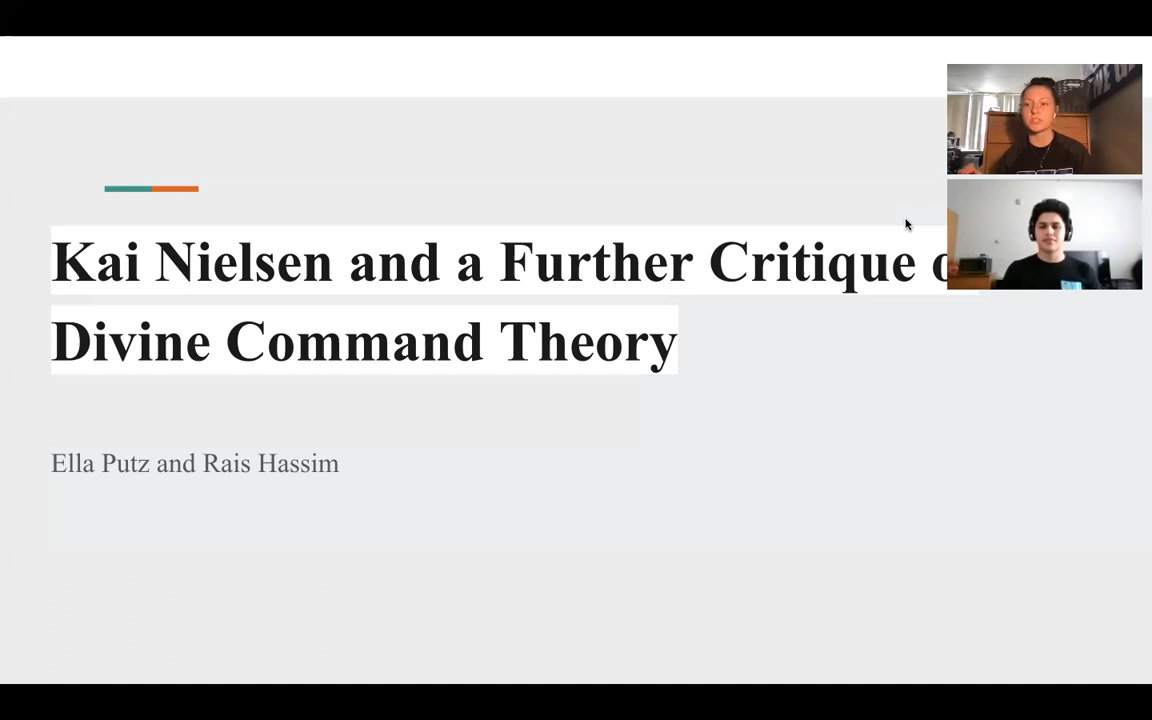 Kai Nielsen and a Further Critique
Divine Command Theory
Ella Putz and Rais Hassim